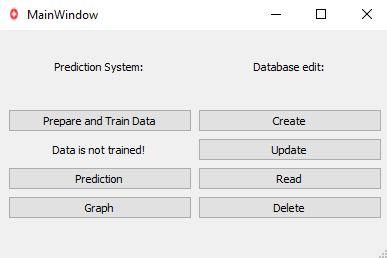 MainWindow
Prediction System:
Database edit:
Prepare and Train Data
Create
Data is not trained!
Update
Prediction
Read
Graph
Delete